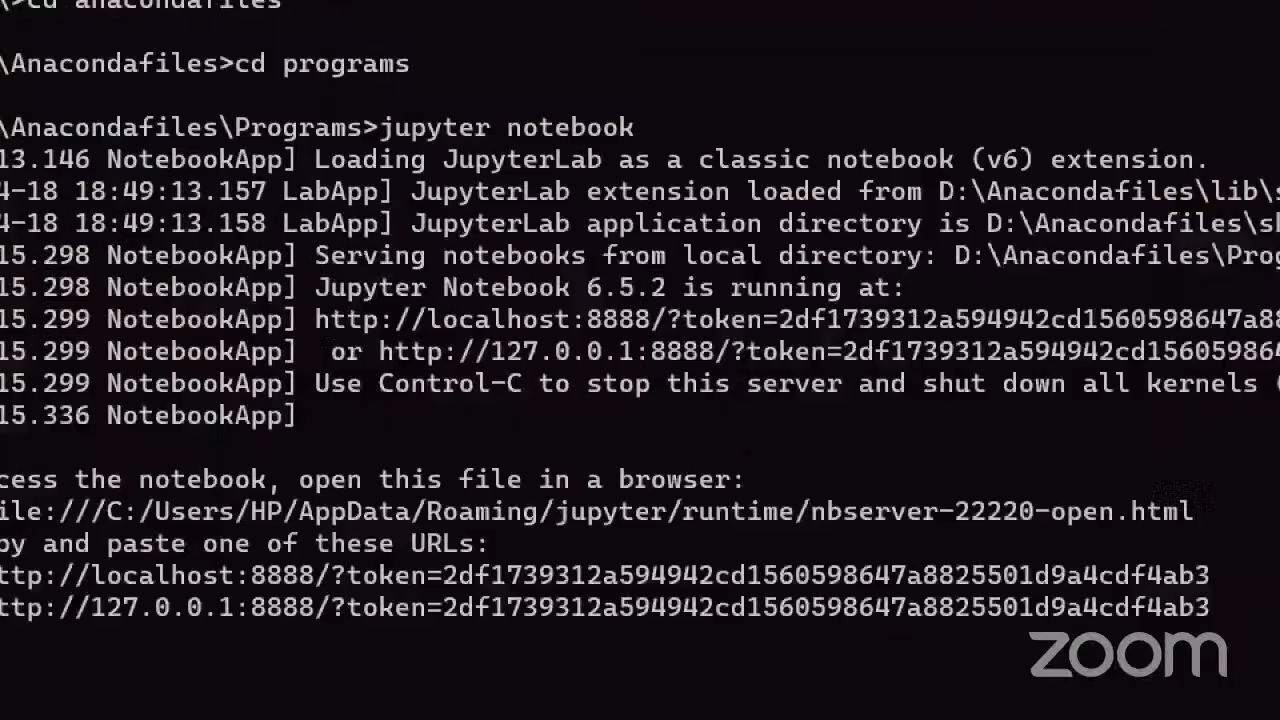 \>cd anacondafiles
\Anacondafiles>cd programs
\Anacondafiles\Programs>jupyter notebook
13.146 NotebookApp] Loading JupyterLab as a classic notebook (v6) extension.
4-18 18:49:13.157 LabApp] JupyterLab extension loaded from D:\Anacondafiles\lib\s
4-18 18:49:13.158 LabApp] JupyterLab application directory is D:\Anacondafiles\sh
15.298 NotebookApp] Serving notebooks from local directory: D:\Anacondafiles\Prog
15.298 NotebookApp] Jupyter Notebook 6.5.2 is running at:
15.299 NotebookApp] http://localhost:8888/?token=2df1739312a594942cd1560598647a88
15.299 NotebookApp]  or http://127.0.0.1:8888/?token=2df1739312a594942cd156059864
15.299 NotebookApp] Use Control-C to stop this server and shut down all kernels (
15.336 NotebookApp]
cess the notebook, open this file in a browser:
ile:///C:/Users/HP/AppData/Roaming/jupyter/runtime/nbserver-22220-open.html
py and paste one of these URLs:
ttp://localhost:8888/?token=2df1739312a594942cd1560598647a8825501d9a4cdf4ab3
ttp://127.0.0.1:8888/?token=2df1739312a594942cd1560598647a8825501d9a4cdf4ab3
zoom